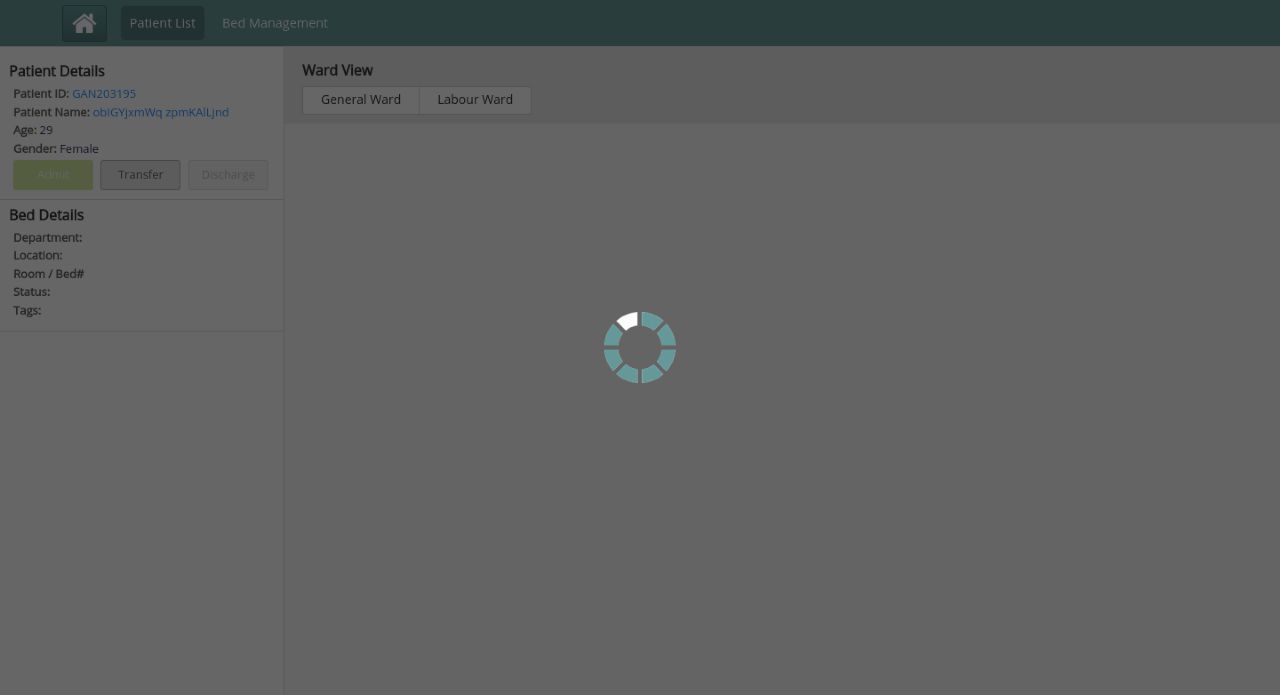 Patient List Bed Management
Patient Details
Patient ID: GAN203195
Patient Name: obiGYjxmWq zpmKAlLjnd
Age: 29
Gender: Female
Admit Transfer Discharge
Bed Details
Department:
Location:
Room / Bed#
Status:
Tags:
Ward View
General Ward Labour Ward